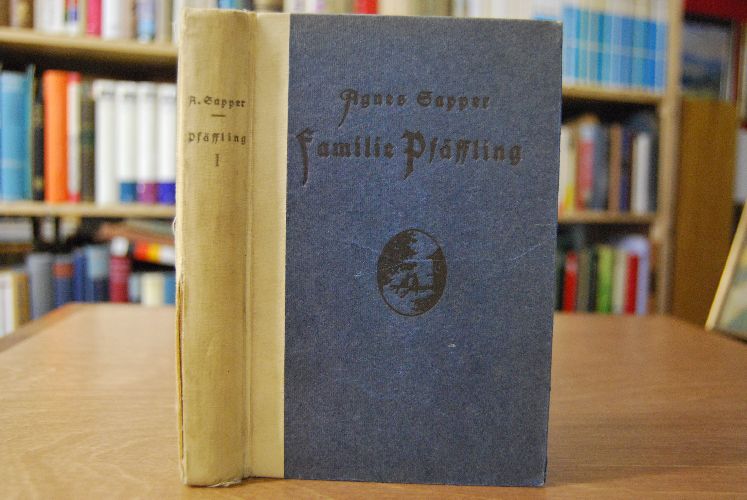 A. Sapper
Pfäffling
I
Agnes Sapper
Familie Pfäffling